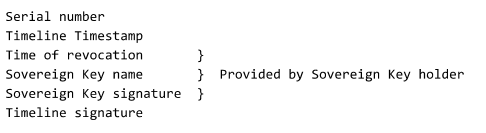 Serial number
Timeline Timestamp
Time of revocation      }
Sovereign Key name      }  Provided by Sovereign Key holder
Sovereign Key signature  }
Timeline signature